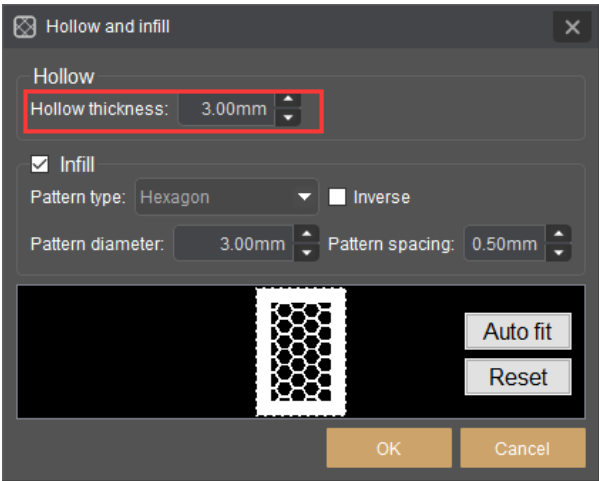 Hollow and infill
Hollow
Hollow thickness: 3.00mm
Infill
Pattern type: Hexagon Inverse
Pattern diameter: 3.00mm Pattern spacing: 0.50mm
Auto fit
Reset
OK Cancel